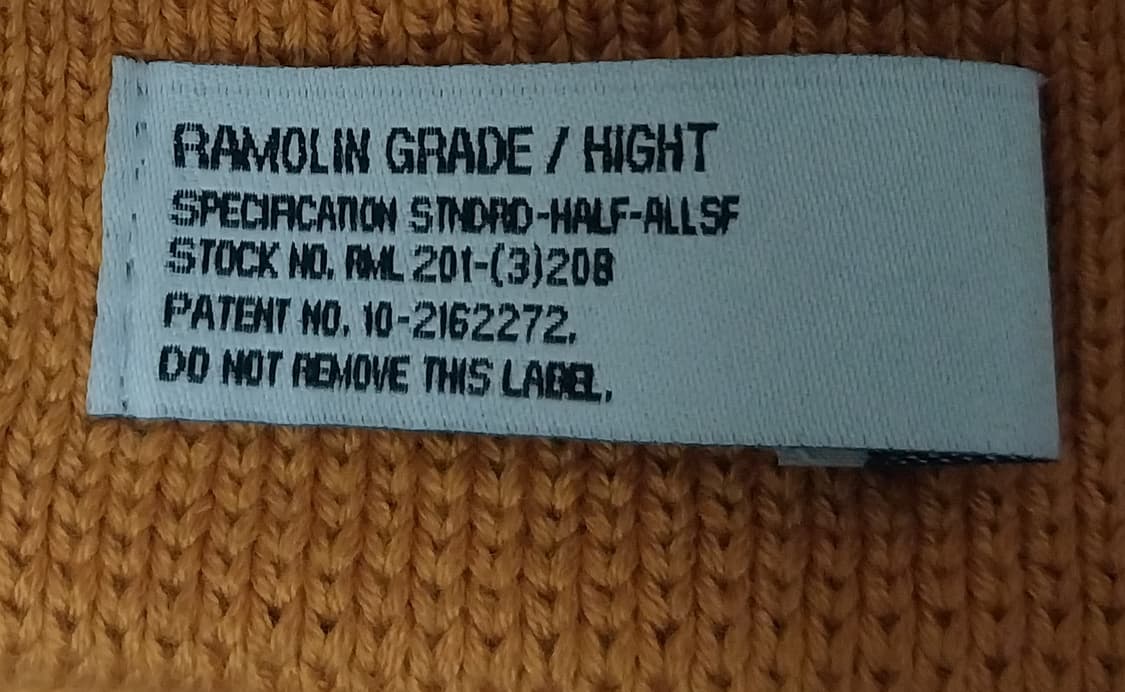 RAMOLIN GRADE / HIGHT
SPECIFICATION STNDRD-HALF-ALLSF
STOCK NO. RML 201-(3)208
PATENT NO. 10-2162272.
DO NOT REMOVE THIS LABEL.